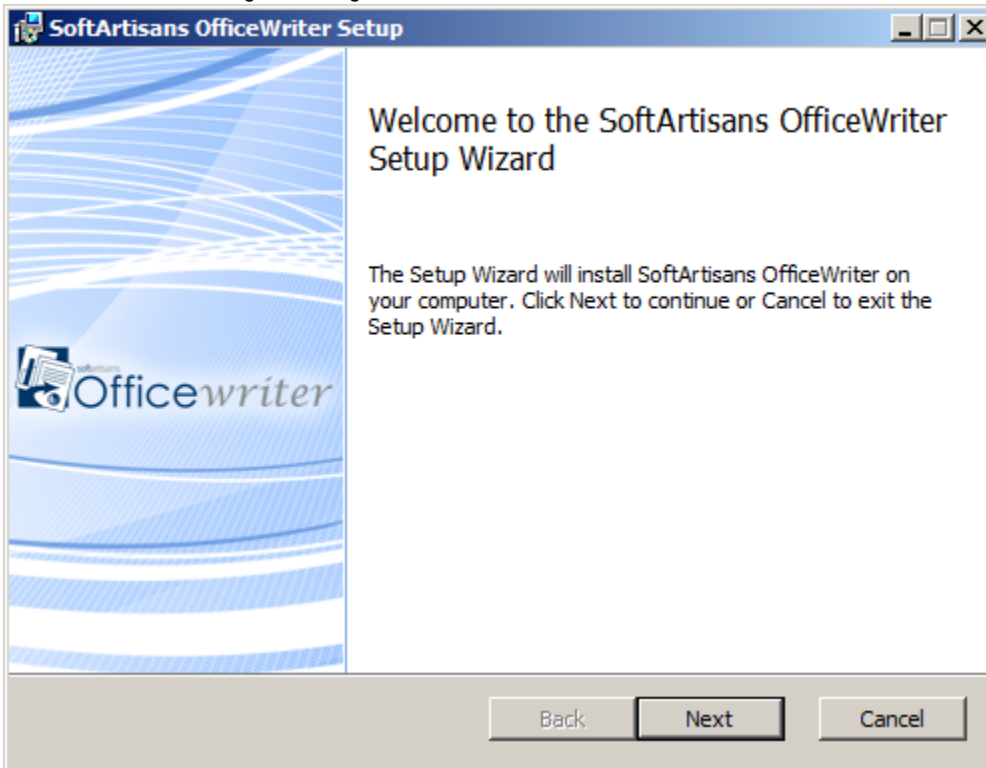 SoftArtisans OfficeWriter Setup
Welcome to the SoftArtisans OfficeWriter
Setup Wizard
The Setup Wizard will install SoftArtisans OfficeWriter on
your computer. Click Next to continue or Cancel to exit the
Setup Wizard.
softartisans
Officewriter
Back Next Cancel